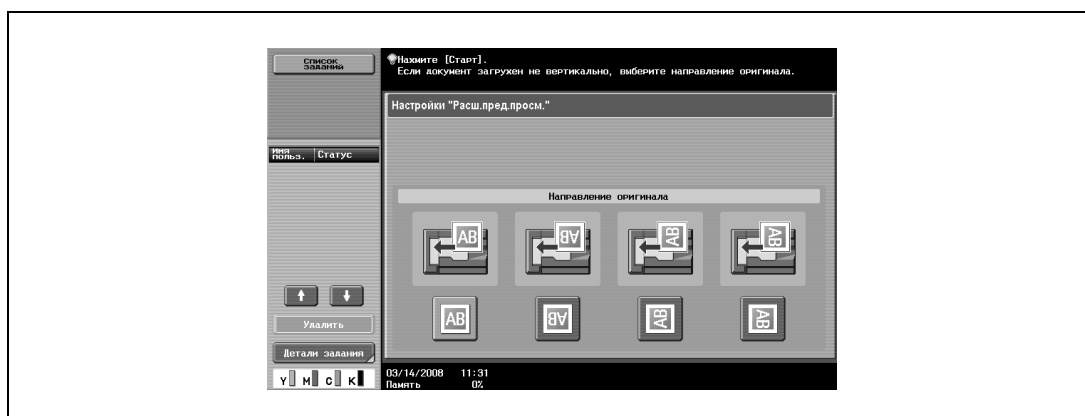 Список
заданий
Нажмите [Старт].
Если документ загружен не вертикально, выберите направление оригинала.
Настройки "Расш.пред.просм."
Имя
польз.
Статус
Направление оригинала
AB AB AB AB
AB AB AB AB
Удалить
Детали задания
Y M C K
03/14/2008 11:31
Память 0%